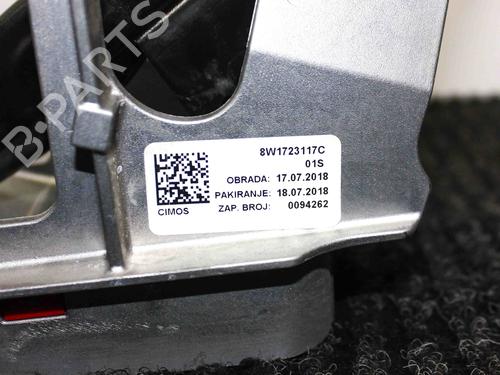 B-PARTS
8W1723117C
01S
OBRADA: 17.07.2018
PAKIRANJE: 18.07.2018
CIMOS ZAP. BROJ: 0094262